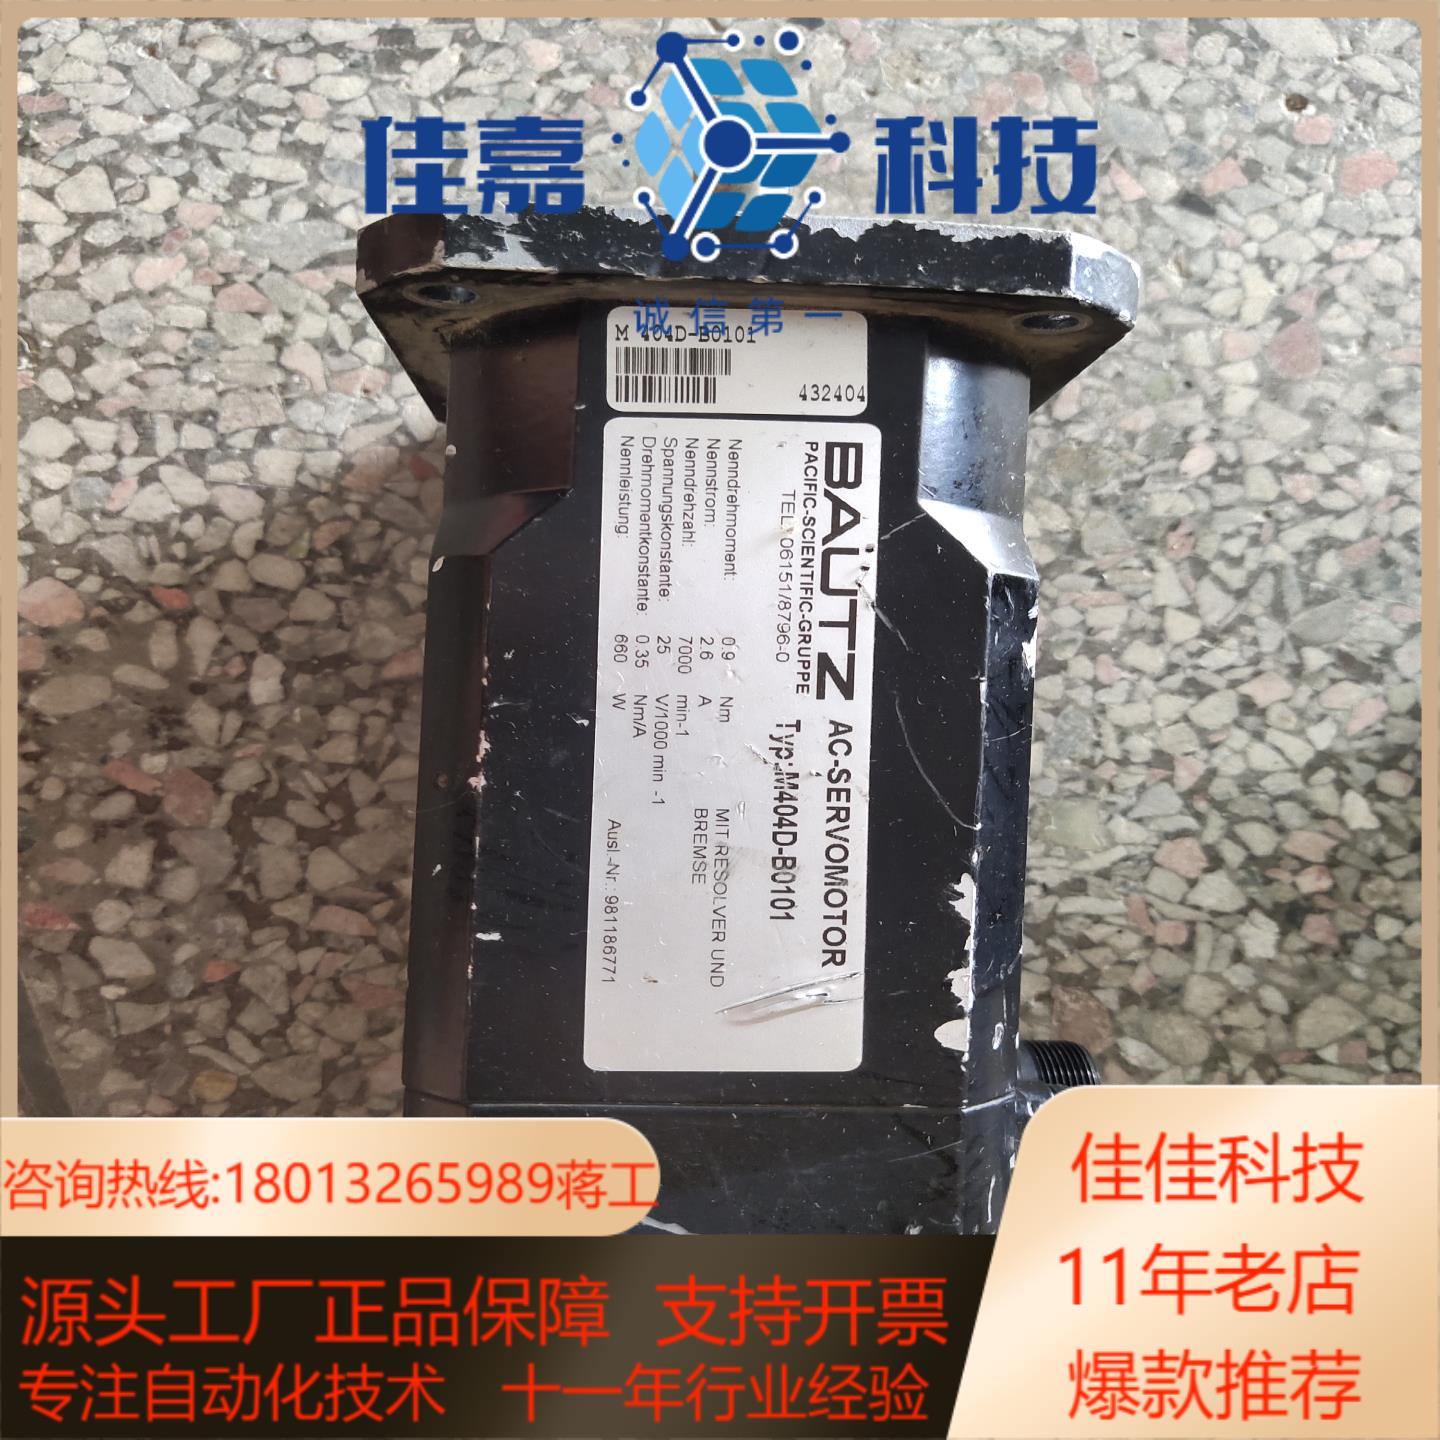 佳嘉 科技
诚信第一
M 404D-B0101
432404
BAUTZ AC-SERVOMOTOR
PACIFIC-SCIENTIFIC-GRUPPE
TEL: 06151/8796-0 Typ:M404D-B0101
Nenndrehmoment: 0.9 Nm MIT RESOLVER UND
Nennstrom: 2.6 A BREMSE
Nenndrehzahl: 7000 min-1
Spannungskonstante: 25 V/1000 min -1
Drehmomentkonstante: 0.35 Nm/A
Nennleistung: 660 W Ausl.-Nr.: 981186771
咨询热线:18013265989蒋工
佳佳科技
11年老店
爆款推荐
源头工厂正品保障 支持开票
专注自动化技术 十一年行业经验